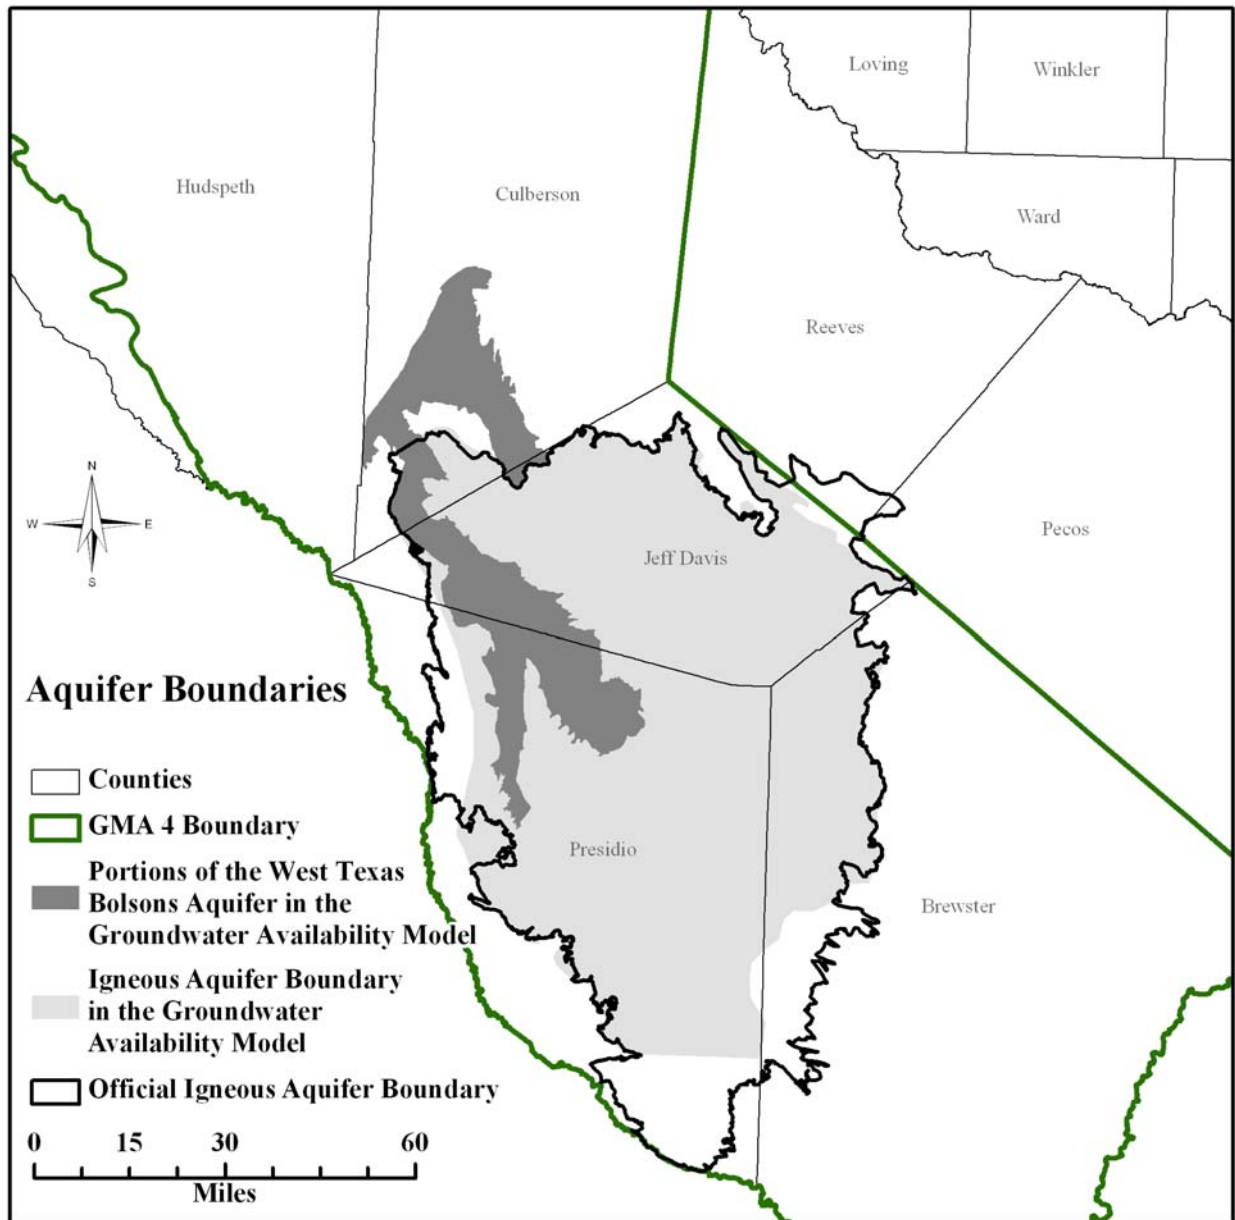 Loving
Winkler
Hudspeth
Culberson
Ward
Reeves
N
W
E
S
Pecos
Jeff Davis
Presidio
Brewster
Aquifer Boundaries
Counties
GMA 4 Boundary
Portions of the West Texas
Bolsons Aquifer in the
Groundwater Availability Model
Igneous Aquifer Boundary
in the Groundwater
Availability Model
Official Igneous Aquifer Boundary
0 15 30 60
Miles